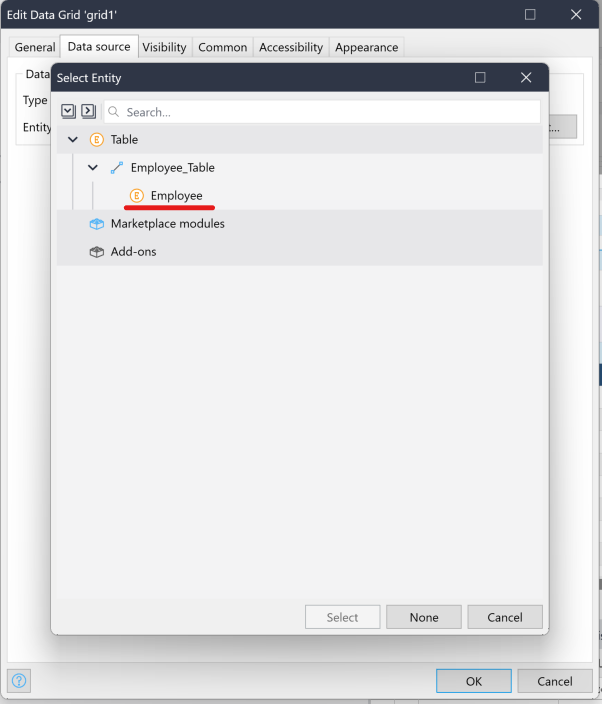 Edit Data Grid 'grid1'
General Data source Visibility Common Accessibility Appearance
Data
Select Entity
Type
Search...
Entity
Table
Employee_Table
Employee
Marketplace modules
Add-ons
Select None Cancel
OK Cancel